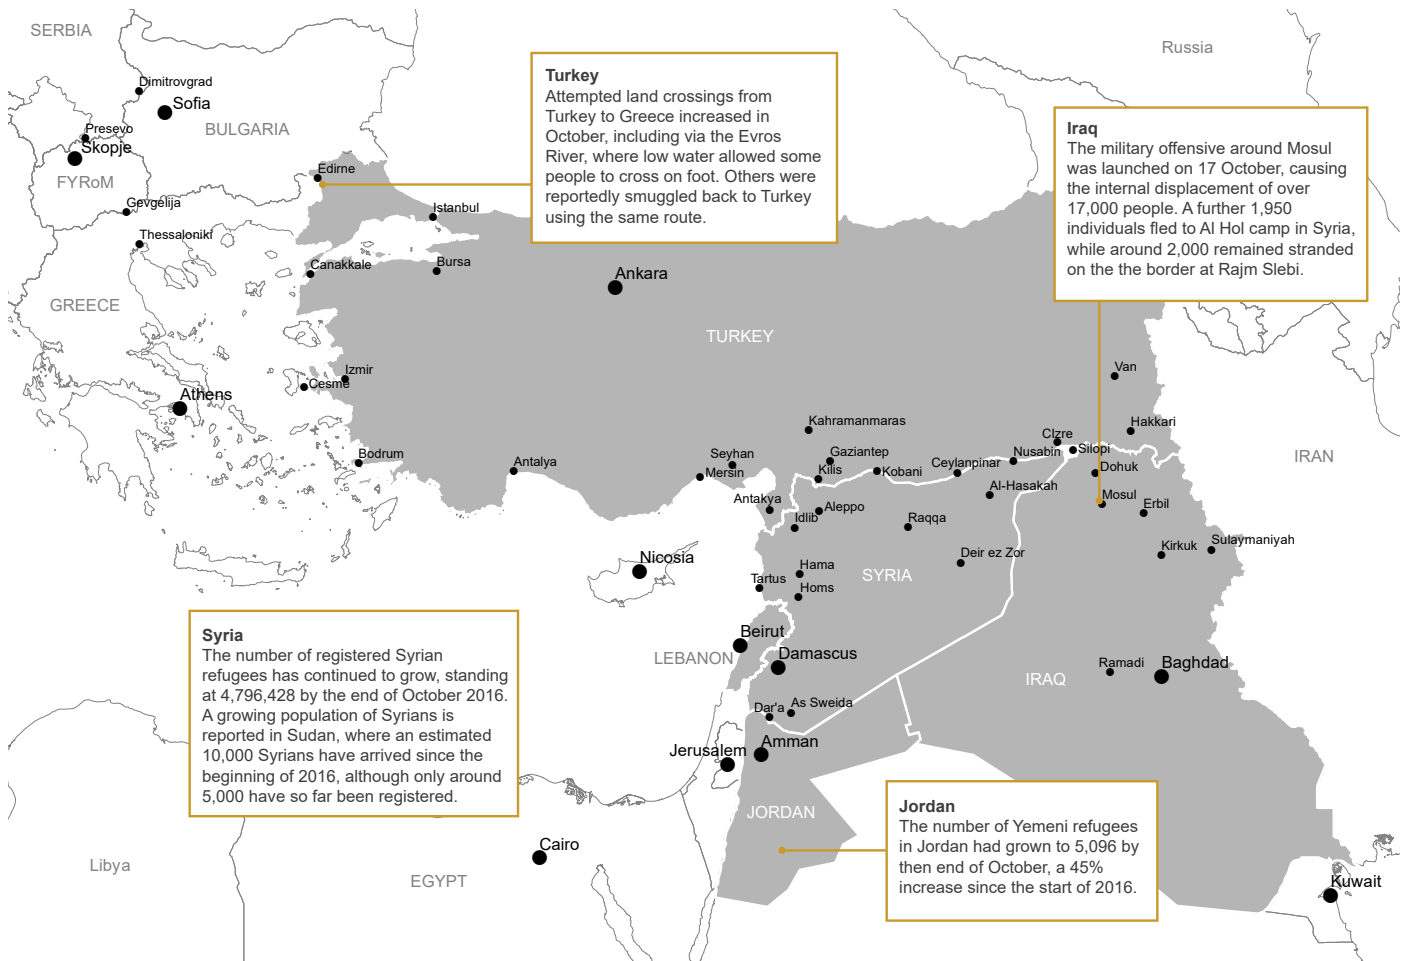 SERBIA
Russia
Dimitrovgrad
Sofia
BULGARIA
Presevo
Skopje
FYRoM
Gevgelija
Thessaloniki
GREECE
Athens
Turkey
Attempted land crossings from
Turkey to Greece increased in
October, including via the Evros
River, where low water allowed some
people to cross on foot. Others were
reportedly smuggled back to Turkey
using the same route.
Iraq
The military offensive around Mosul
was launched on 17 October, causing
the internal displacement of over
17,000 people. A further 1,950
individuals fled to Al Hol camp in Syria,
while around 2,000 remained stranded
on the the border at Rajm Slebi.
Edirne
Istanbul
Canakkale
Bursa
Ankara
TURKEY
Izmir
Cesme
Van
Kahramanmaras
Hakkari
CIzre
Silopi
Bodrum
Antalya
Seyhan
Mersin
Gaziantep
Kilis
Kobani
Ceylanpinar
Nusabin
IRAN
Dohuk
Al-Hasakah
Mosul
Erbil
Antakya
Idlib
Aleppo
Raqqa
Kirkuk
Sulaymaniyah
Nicosia
Deir ez Zor
Hama
SYRIA
Tartus
Homs
Beirut
LEBANON
Damascus
IRAQ
Ramadi
Baghdad
Dar'a
As Sweida
Jerusalem
Amman
JORDAN
Syria
The number of registered Syrian
refugees has continued to grow, standing
at 4,796,428 by the end of October 2016.
A growing population of Syrians is
reported in Sudan, where an estimated
10,000 Syrians have arrived since the
beginning of 2016, although only around
5,000 have so far been registered.
Jordan
The number of Yemeni refugees
in Jordan had grown to 5,096 by
then end of October, a 45%
increase since the start of 2016.
Libya
Cairo
EGYPT
Kuwait